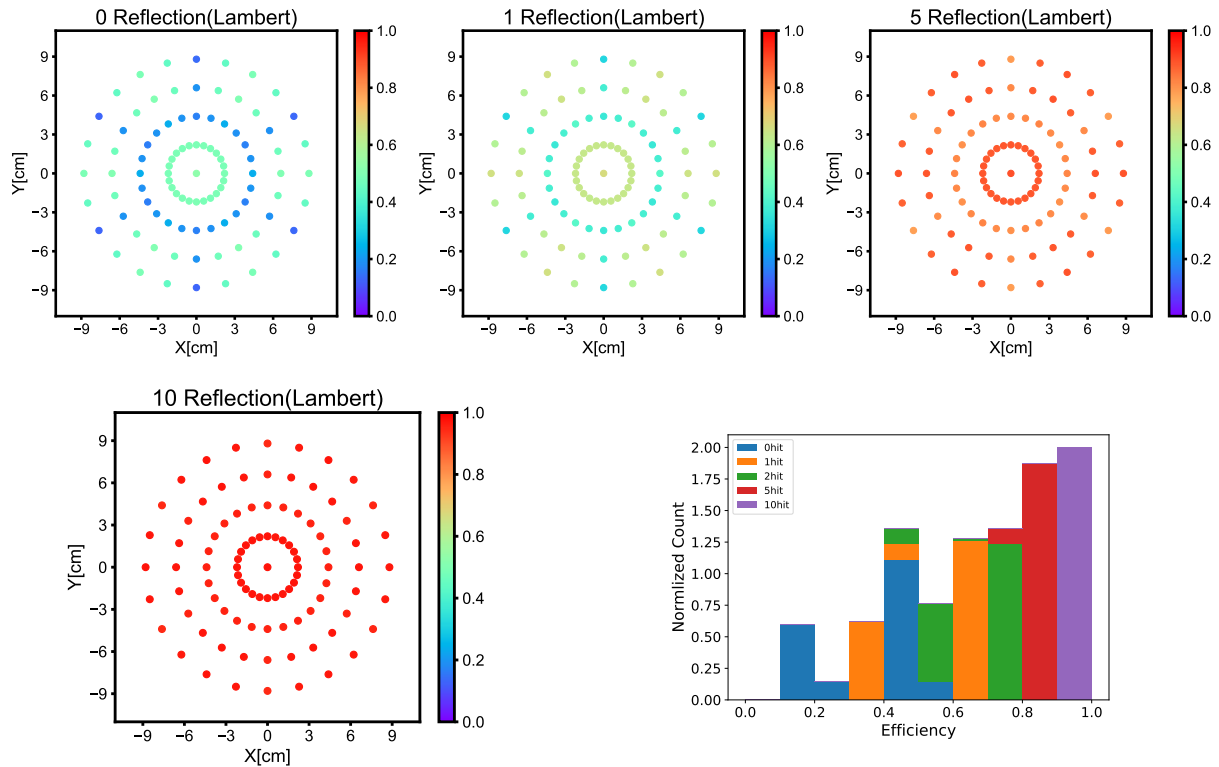 0 Reflection(Lambert)
1 Reflection(Lambert)
5 Reflection(Lambert)
Y[cm]
9
6
3
0
−3
−6
−9
−9 −6 −3 0 3 6 9
X[cm]
1.0
0.8
0.6
0.4
0.2
0.0
Y[cm]
9
6
3
0
−3
−6
−9
−9 −6 −3 0 3 6 9
X[cm]
1.0
0.8
0.6
0.4
0.2
0.0
Y[cm]
9
6
3
0
−3
−6
−9
−9 −6 −3 0 3 6 9
X[cm]
1.0
0.8
0.6
0.4
0.2
0.0
10 Reflection(Lambert)
Y[cm]
9
6
3
0
−3
−6
−9
−9 −6 −3 0 3 6 9
X[cm]
1.0
0.8
0.6
0.4
0.2
0.0
Normilized Count
2.00
1.75
1.50
1.25
1.00
0.75
0.50
0.25
0.00
0hit
1hit
2hit
5hit
10hit
0.0 0.2 0.4 0.6 0.8 1.0
Efficiency